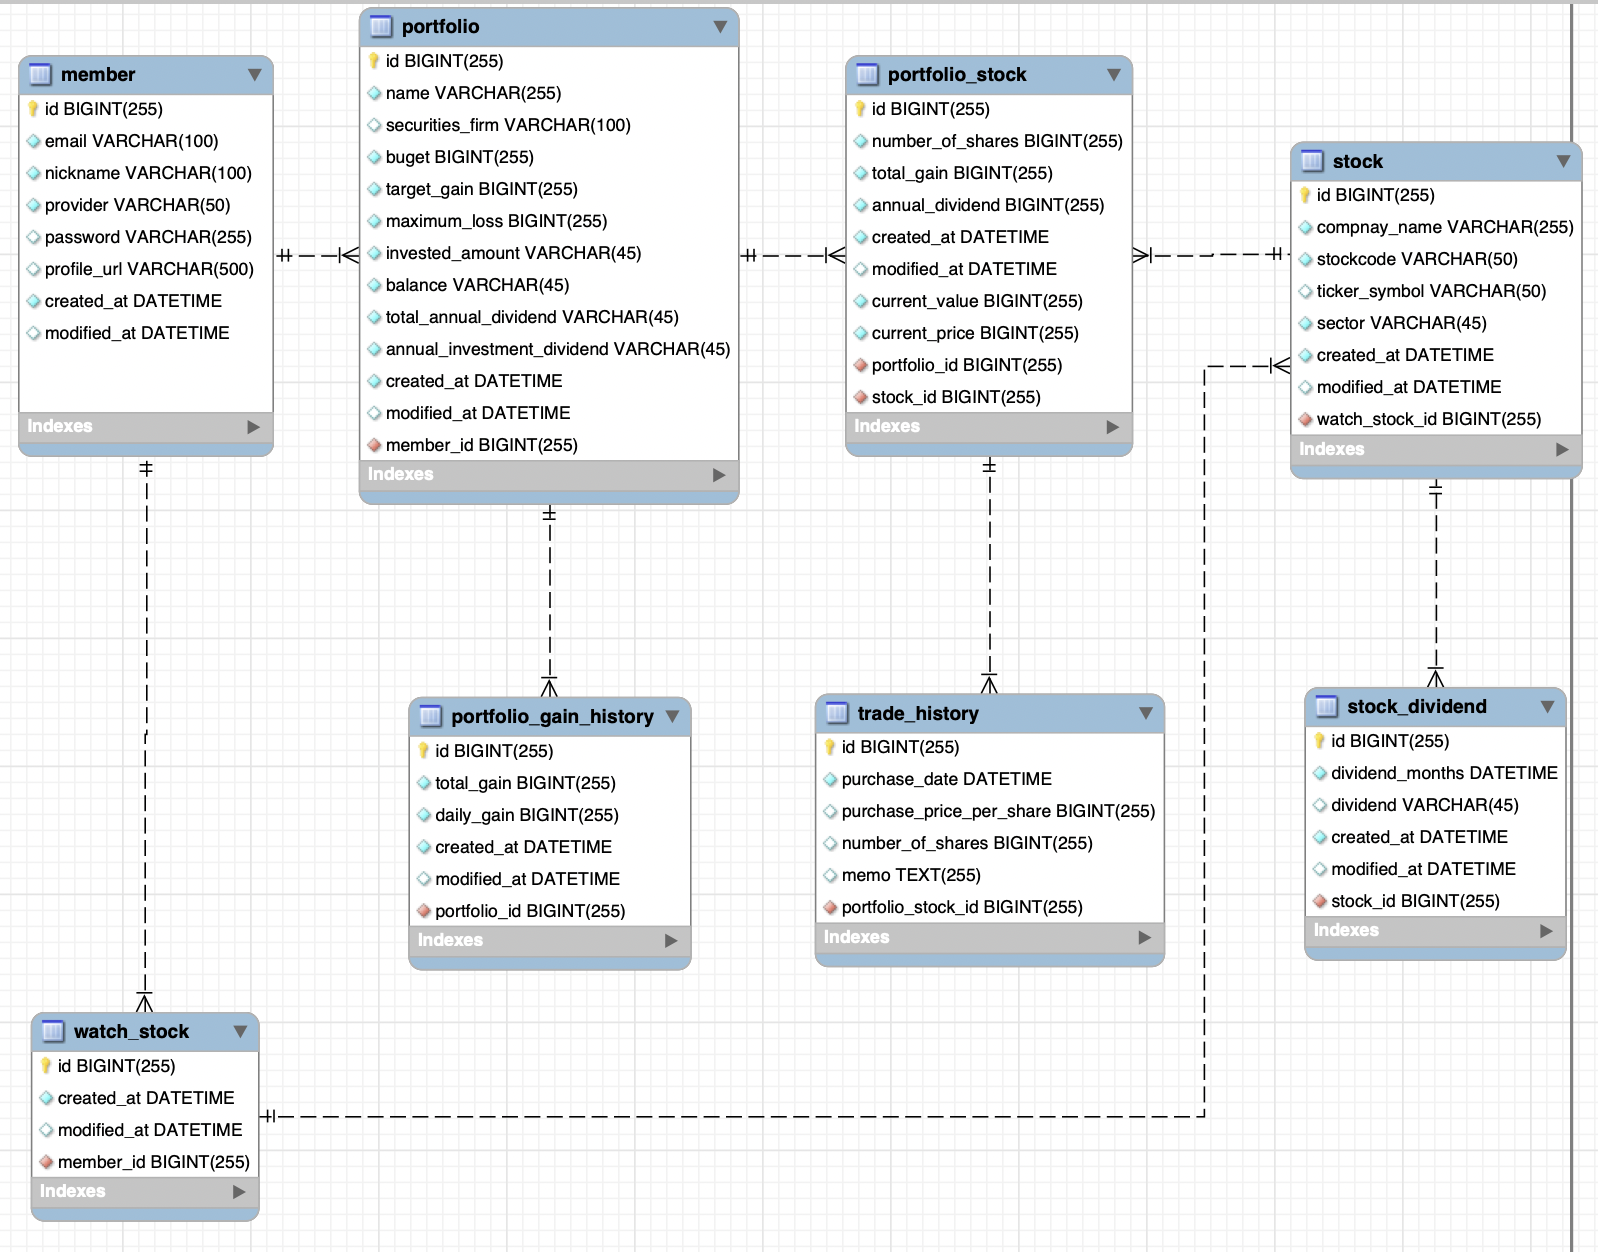 member
id BIGINT(255)
email VARCHAR(100)
nickname VARCHAR(100)
provider VARCHAR(50)
password VARCHAR(255)
profile_url VARCHAR(500)
created_at DATETIME
modified_at DATETIME
Indexes
portfolio
id BIGINT(255)
name VARCHAR(255)
securities_firm VARCHAR(100)
buget BIGINT(255)
target_gain BIGINT(255)
maximum_loss BIGINT(255)
invested_amount VARCHAR(45)
balance VARCHAR(45)
total_annual_dividend VARCHAR(45)
annual_investment_dividend VARCHAR(45)
created_at DATETIME
modified_at DATETIME
member_id BIGINT(255)
Indexes
portfolio_stock
id BIGINT(255)
number_of_shares BIGINT(255)
total_gain BIGINT(255)
annual_dividend BIGINT(255)
created_at DATETIME
modified_at DATETIME
current_value BIGINT(255)
current_price BIGINT(255)
portfolio_id BIGINT(255)
stock_id BIGINT(255)
Indexes
stock
id BIGINT(255)
compnay_name VARCHAR(255)
stockcode VARCHAR(50)
ticker_symbol VARCHAR(50)
sector VARCHAR(45)
created_at DATETIME
modified_at DATETIME
watch_stock_id BIGINT(255)
Indexes
portfolio_gain_history
id BIGINT(255)
total_gain BIGINT(255)
daily_gain BIGINT(255)
created_at DATETIME
modified_at DATETIME
portfolio_id BIGINT(255)
Indexes
trade_history
id BIGINT(255)
purchase_date DATETIME
purchase_price_per_share BIGINT(255)
number_of_shares BIGINT(255)
memo TEXT(255)
portfolio_stock_id BIGINT(255)
Indexes
stock_dividend
id BIGINT(255)
dividend_months DATETIME
dividend VARCHAR(45)
created_at DATETIME
modified_at DATETIME
stock_id BIGINT(255)
Indexes
watch_stock
id BIGINT(255)
created_at DATETIME
modified_at DATETIME
member_id BIGINT(255)
Indexes